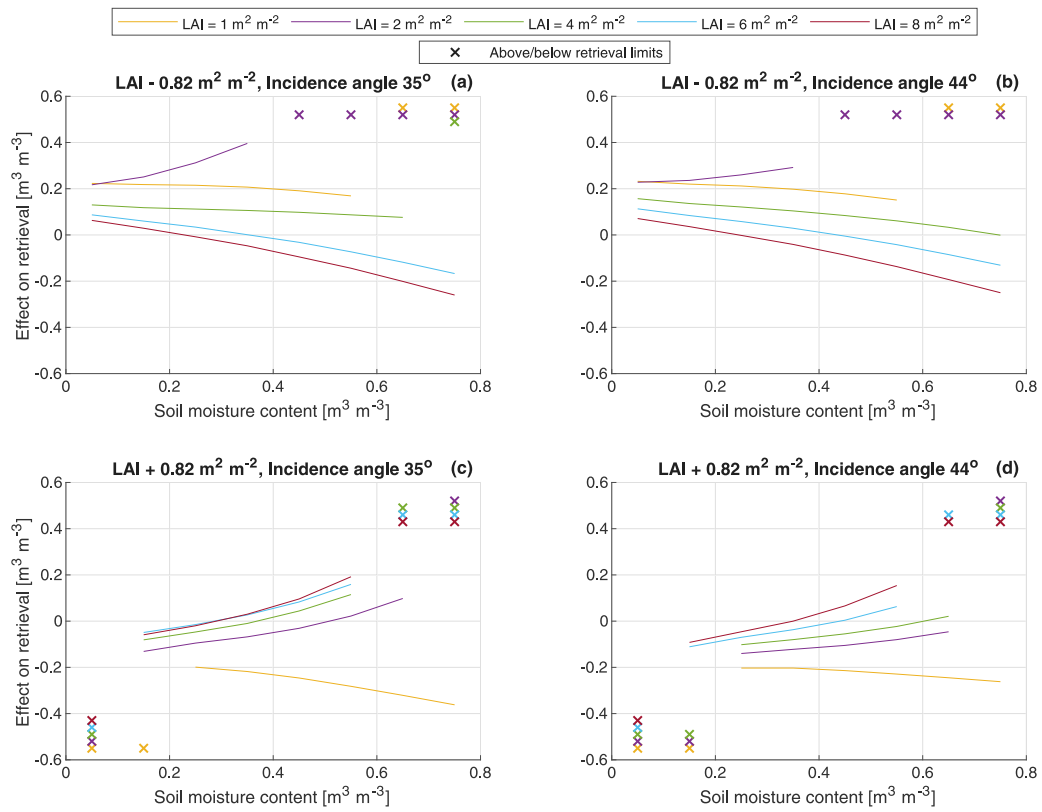 LAI = 1 m² m⁻² LAI = 2 m² m⁻² LAI = 4 m² m⁻² LAI = 6 m² m⁻² LAI = 8 m² m⁻²
Above/below retrieval limits
LAI - 0.82 m² m⁻², Incidence angle 35° (a)
0.6
0.4
0.2
0
-0.2
-0.4
-0.6
Effect on retrieval [m³ m⁻³]
0 0.2 0.4 0.6 0.8
Soil moisture content [m³ m⁻³]
LAI - 0.82 m² m⁻², Incidence angle 44° (b)
0.6
0.4
0.2
0
-0.2
-0.4
-0.6
0 0.2 0.4 0.6 0.8
Soil moisture content [m³ m⁻³]
LAI + 0.82 m² m⁻², Incidence angle 35° (c)
0.6
0.4
0.2
0
-0.2
-0.4
-0.6
Effect on retrieval [m³ m⁻³]
0 0.2 0.4 0.6 0.8
Soil moisture content [m³ m⁻³]
LAI + 0.82 m² m⁻², Incidence angle 44° (d)
0.6
0.4
0.2
0
-0.2
-0.4
-0.6
0 0.2 0.4 0.6 0.8
Soil moisture content [m³ m⁻³]